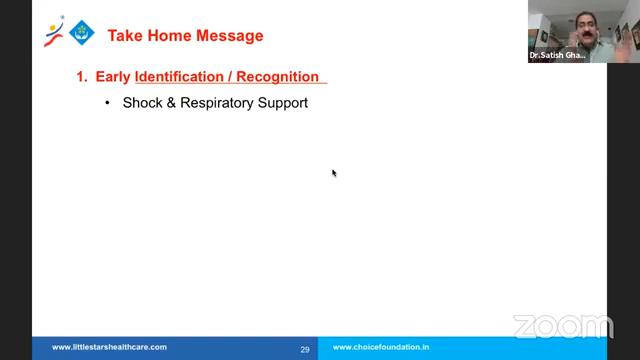 Take Home Message
Dr.Satish Gha...
1. Early Identification / Recognition
• Shock & Respiratory Support
zoom
www.littlestarshealthcare.com
29
www.choicefoundation.in